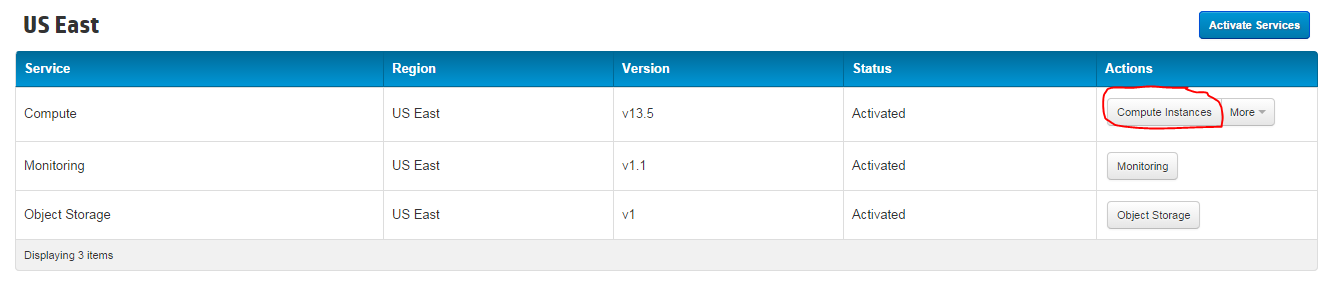 US East
Activate Services
Service Region Version Status Actions
Compute US East v13.5 Activated Compute Instances More
Monitoring US East v1.1 Activated Monitoring
Object Storage US East v1 Activated Object Storage
Displaying 3 items